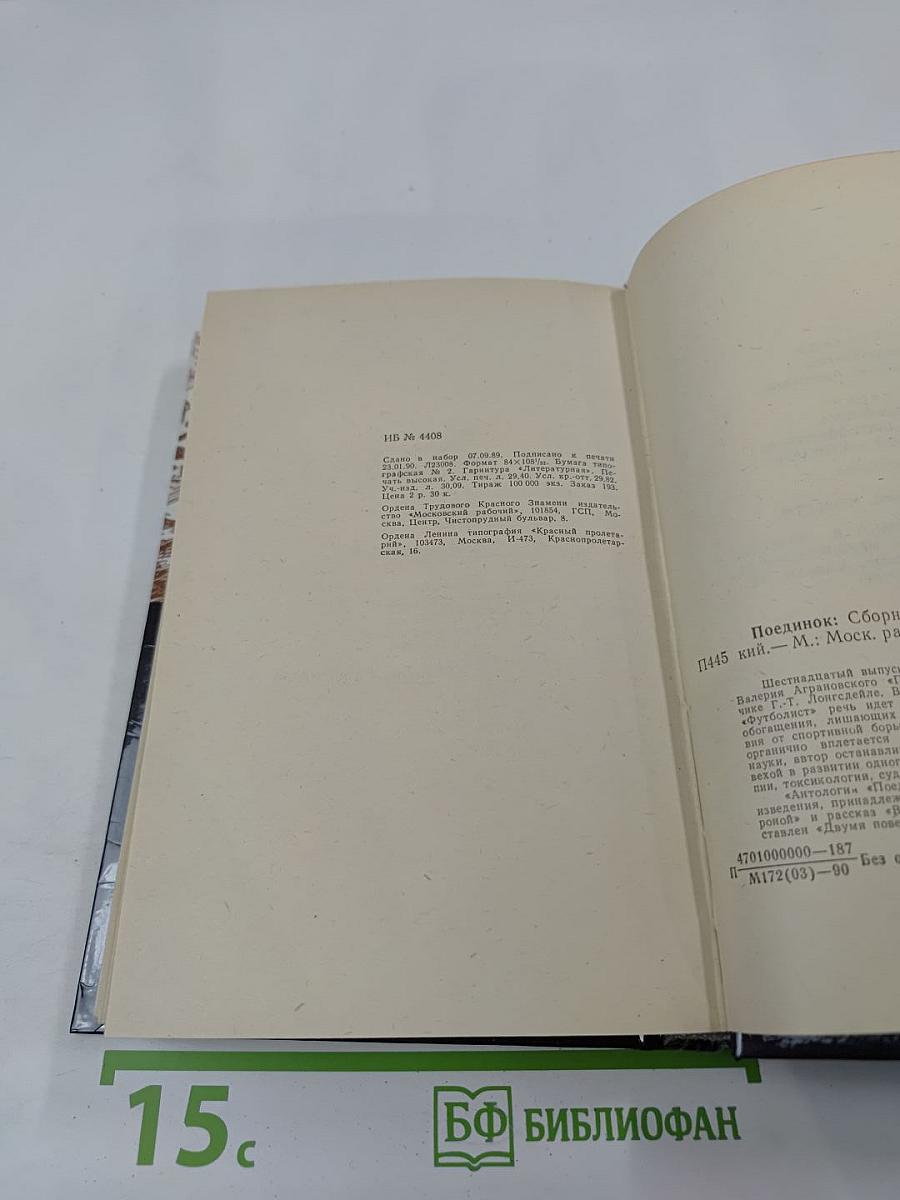 ИБ № 4408
Сдано в набор 07.09.89. Подписано к печати
23.01.90. Л23008. Формат 84×108¹/₃₂. Бумага типо-
графская № 2. Гарнитура «Литературная». Пе-
чать высокая. Усл. печ. л. 29,40. Усл. кр.-отт. 29,82.
Уч.-изд. л. 30,09. Тираж 100 000 экз. Заказ 193.
Цена 2 р. 30 к.
Ордена Трудового Красного Знамени издатель-
ство «Московский рабочий», 101854, ГСП, Мо-
сква, Центр, Чистопрудный бульвар, 8.
Ордена Ленина типография «Красный пролета-
рий», 103473, Москва, И-473, Краснопролетар-
ская, 16.
Поединок: Сборн
П445 кий.— М.: Моск. ра
Шестнадцатый выпуск
Валерия Аграновского «П
чике Г.-Т. Лонгсдейле. В
«Футболист» речь идет
обогащения, лишающих
вия от спортивной борь
органично вплетается
науки, автор останавли
вехой в развитии одног
пии, токсикологии, суд
«Антология «Поед
изведения, принадлеж
роной» и рассказ «В
ставлен «Двумя пове
П 4701000000—187 Без о
М172(03)—90
15 с
БФ БИБЛИОФАН